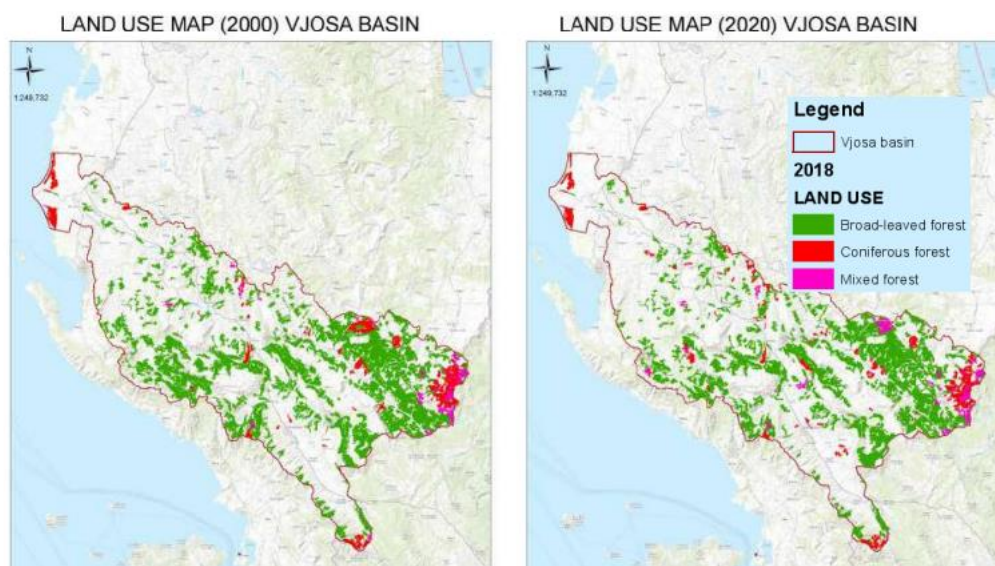 LAND USE MAP (2000) VJOSA BASIN
N
1:249,732
LAND USE MAP (2020) VJOSA BASIN
N
1:249,732
Legend
Vjosa basin
2018
LAND USE
Broad-leaved forest
Coniferous forest
Mixed forest